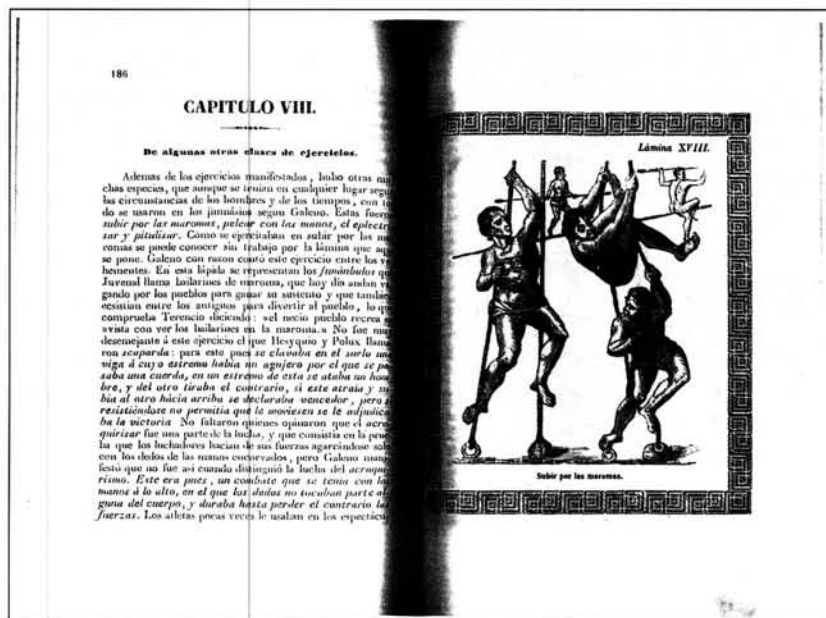 186
CAPITULO VIII.
De algunas otras clases de ejercicios.
Ademas de los ejercicios manifestados, hubo otras
chas especies, que aunque se tenian en cualquier lugar
las circunstancias de los hombres y de los tiempos, con
do se usaron en los jimnásios segun Galeno. Estas
subir por las maromas, pelear con las manos, el
sar y pitulisar. Cómo se ejercitaban en subir por las
romas se puede conocer sin trabajo por la lámina que
se pone. Galeno con razon contó este ejercicio entre los
hementes. En esta lápida se representan los funánbulos
Juvenal llama bailarines de maroma, que hoy dia andan
gando por los pueblos para ganar su sustento y que
ecsistian entre los antiguos para divertir al pueblo, lo
comprueba Terencio diciendo: «el necio pueblo recrea
vista con ver los bailarines en la maroma.» No fue
desemejante á este ejercicio el que Hesyquio y Polux
ron scaparda: para este pues se clavaba en el suelo
viga á cuyo estremo habia un agujero por el que se
saba una cuerda, en un estremo de esta se ataba un
bre, y del otro tiraba el contrario, si este atraia y
bia al otro hácia arriba se declaraba vencedor, pero
resistiéndose no permitia que le moviesen se le
ba la victoria No faltaron quienes opinaron que el
quirizar fue una parte de la lucha, y que consistia en la
ba que los luchadores hacian de sus fuerzas agarrándose
con los dedos de las manos encorvados, pero Galeno
festó que no fue asi cuando distinguió la lucha del
rismo. Este era pues, un combate que se tenia con
manos á lo alto, en el que los dados no tocaban parte
guna del cuerpo, y duraba hasta perder el contrario
fuerzas. Los atletas pocas veces le usaban en los
Lámina XVIII.
Subir por las maromas.